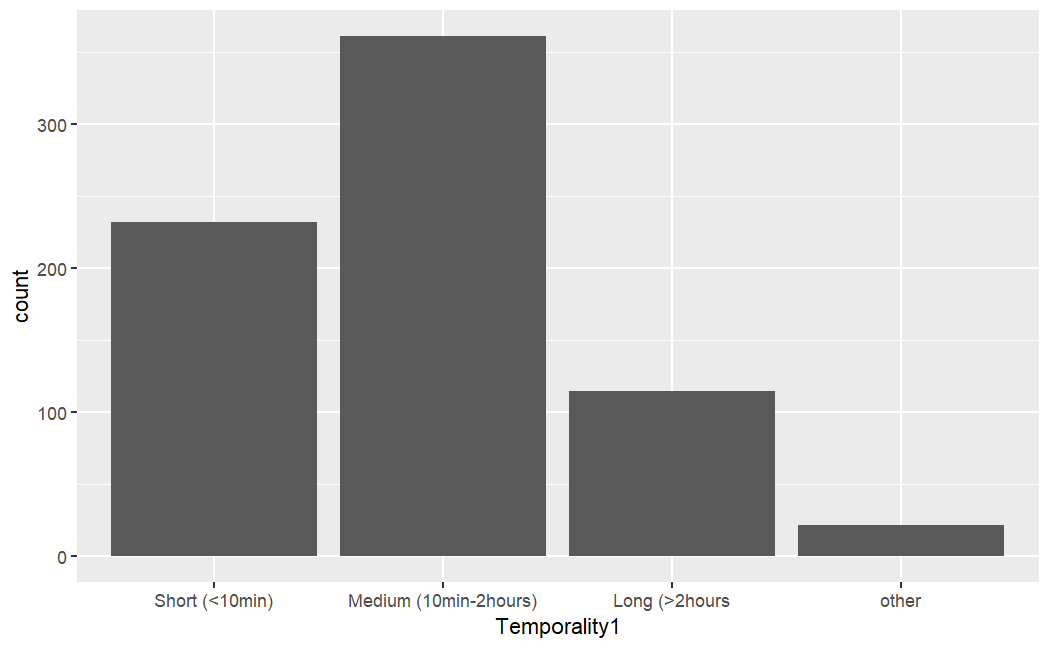 count
300
200
100
0
Short (<10min)
Medium (10min-2hours)
Long (>2hours
other
Temporality1